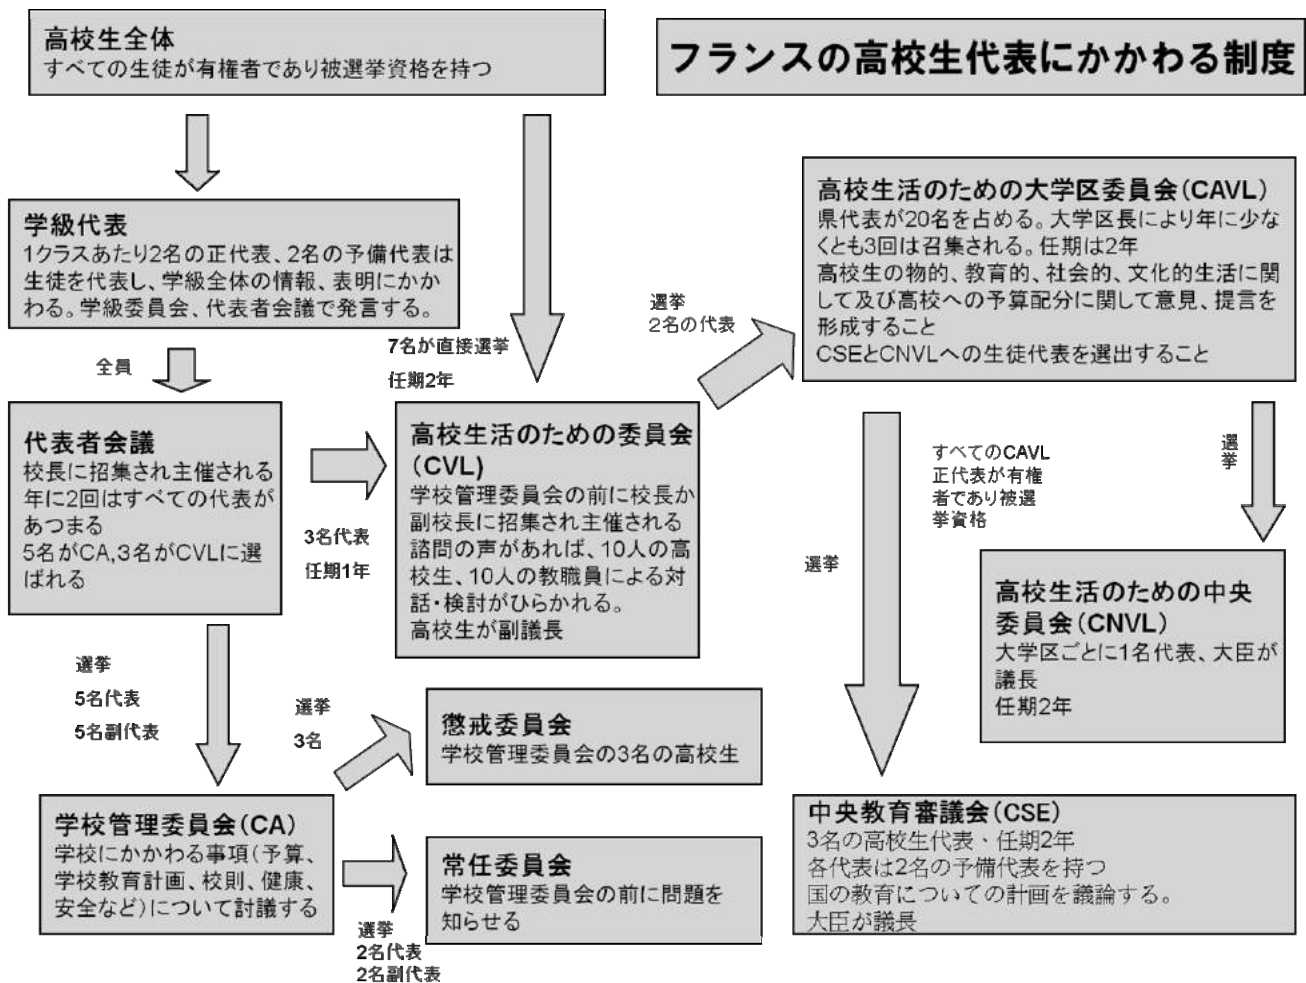 高校生全体
すべての生徒が有権者であり被選挙資格を持つ
フランスの高校生代表にかかわる制度
学級代表
1クラスあたり2名の正代表、2名の予備代表は
生徒を代表し、学級全体の情報、表明にかか
わる。学級委員会、代表者会議で発言する。
全員
7名が直接選挙
任期2年
選挙
2名の代表
高校生活のための大学区委員会(CAVL)
県代表が20名を占める。大学区長により年に少な
くとも3回は召集される。任期は2年
高校生の物的、教育的、社会的、文化的生活に関
して及び高校への予算配分に関して意見、提言を
形成すること
CSEとCNVLへの生徒代表を選出すること
代表者会議
校長に招集され主催される
年に2回はすべての代表が
あつまる
5名がCA,3名がCVLに選
ばれる
3名代表
任期1年
高校生活のための委員会
(CVL)
学校管理委員会の前に校長か
副校長に招集され主催される
諮問の声があれば、10人の高
校生、10人の教職員による対
話・検討がひらかれる。
高校生が副議長
選挙
すべてのCAVL
正代表が有権
者であり被選
挙資格
選挙
高校生活のための中央
委員会(CNVL)
大学区ごとに1名代表、大臣が
議長
任期2年
選挙
5名代表
5名副代表
選挙
3名
懲戒委員会
学校管理委員会の3名の高校生
学校管理委員会(CA)
学校にかかわる事項(予算、
学校教育計画、校則、健康、
安全など)について討議する
選挙
2名代表
2名副代表
常任委員会
学校管理委員会の前に問題を
知らせる
中央教育審議会(CSE)
3名の高校生代表、任期2年
各代表は2名の予備代表を持つ
国の教育についての計画を議論する。
大臣が議長